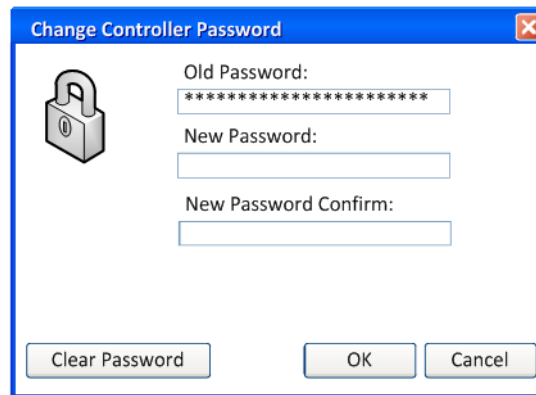 Change Controller Password
Old Password:
***********************
New Password:
New Password Confirm:
Clear Password
OK
Cancel